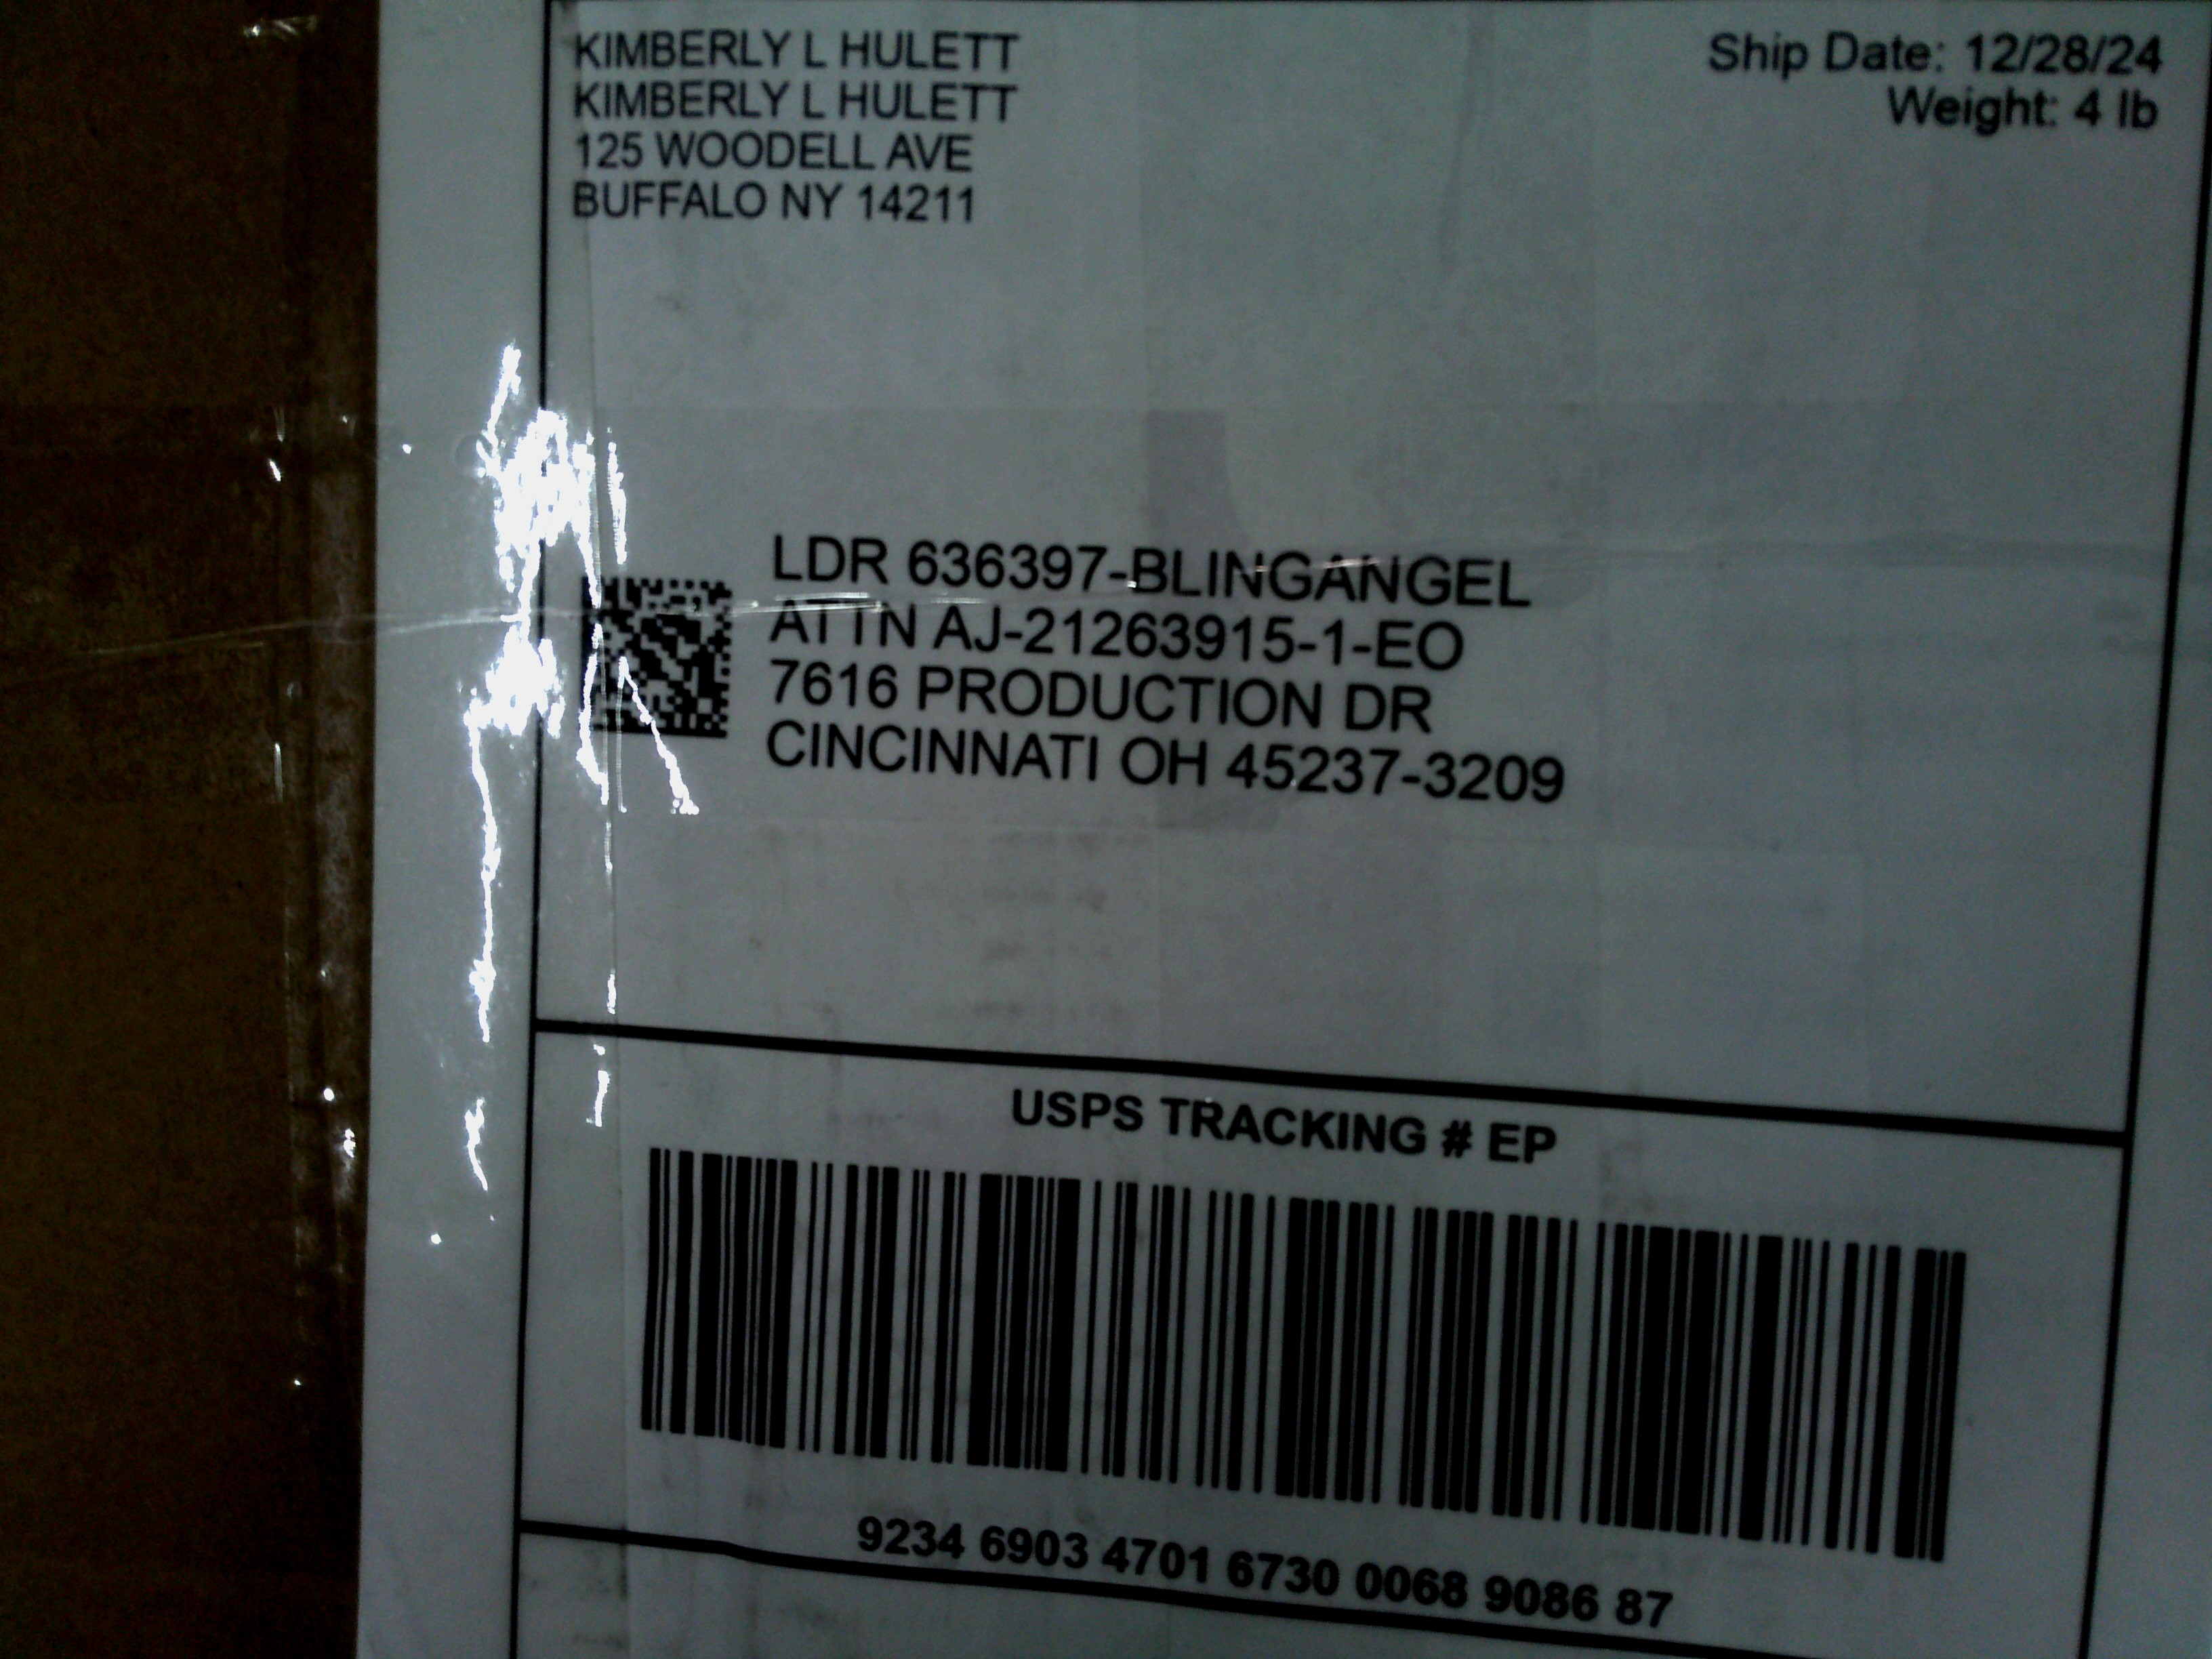 KIMBERLY L HULETT
KIMBERLY L HULETT
125 WOODELL AVE
BUFFALO NY 14211
Ship Date: 12/28/24
Weight: 4 lb
LDR 636397-BLINGANGEL
ATTN AJ-21263915-1-EO
7616 PRODUCTION DR
CINCINNATI OH 45237-3209
USPS TRACKING # EP
9234 6903 4701 6730 0068 9086 87